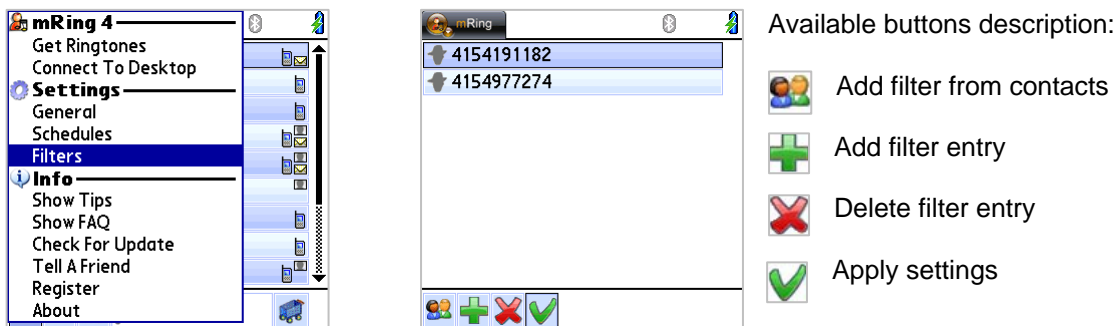 mRing 4
Get Ringtones
Connect To Desktop
Settings
General
Schedules
Filters
Info
Show Tips
Show FAQ
Check For Update
Tell A Friend
Register
About
mRing
4154191182
4154977274
Available buttons description:
Add filter from contacts
Add filter entry
Delete filter entry
Apply settings